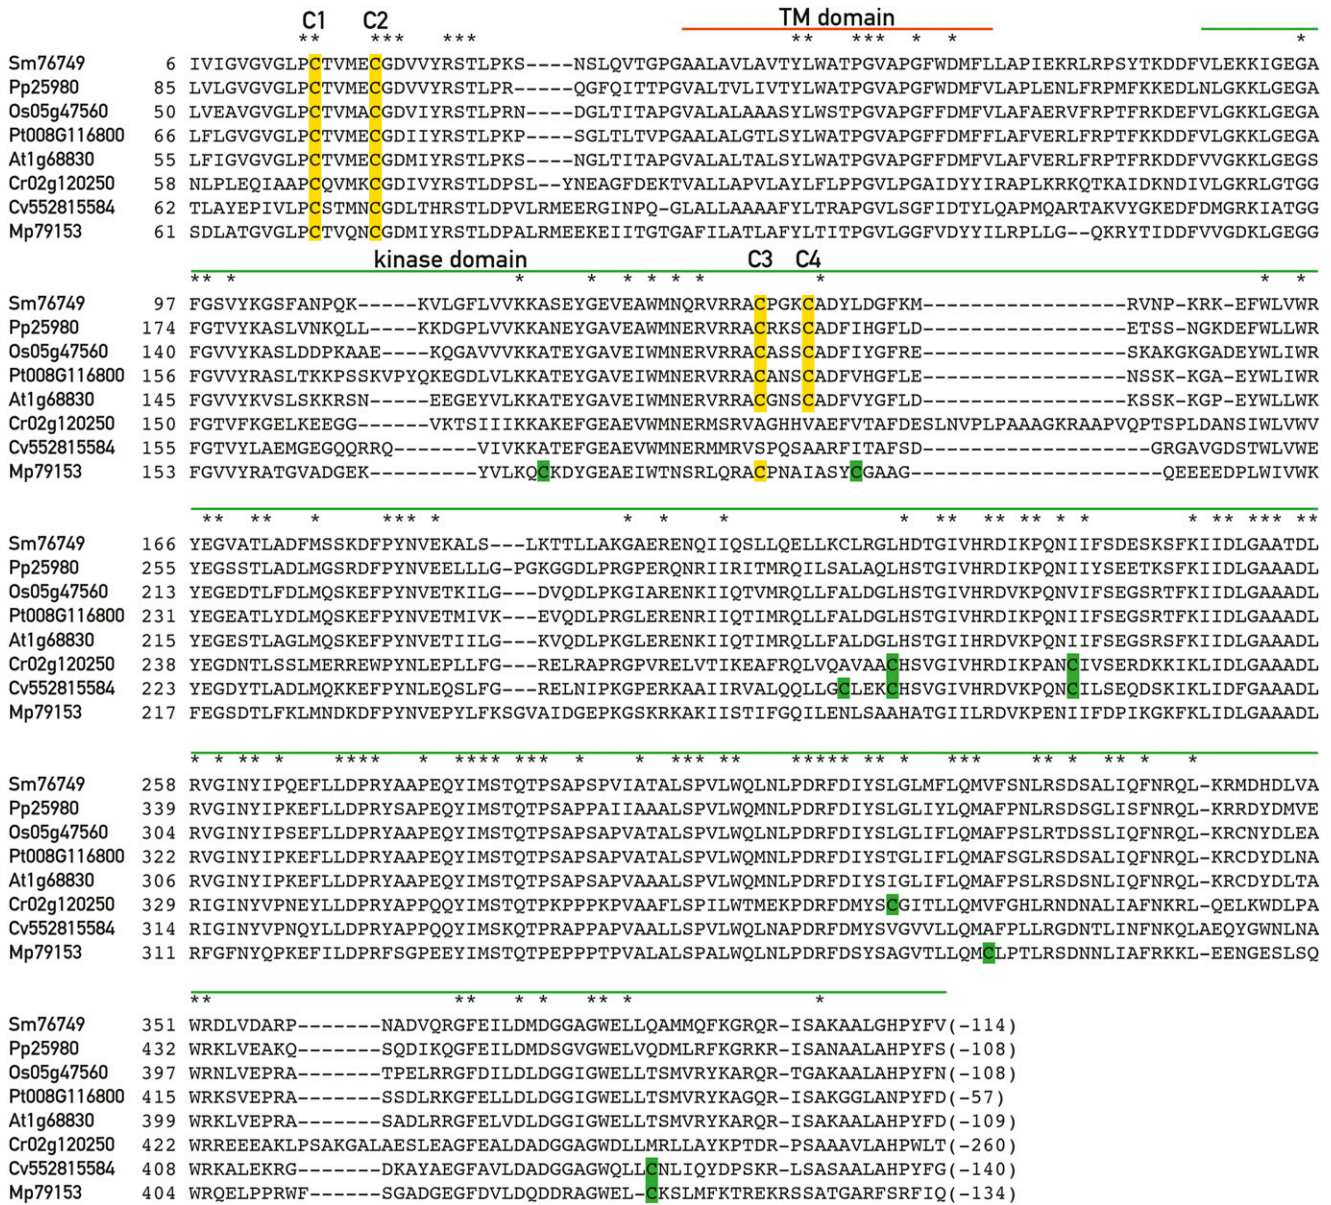 C1 C2 TM domain
** *** *** ** *** * * *
Sm76749 6 IVIGVGVGLPCTVMECGDVVYRSTLPKS----NSLQVTGPGAALAVLAVTYLWATPGVAPGFWDMFLLAPIEKRLRPSYTKDDFVLEKKIGEGA
Pp25980 85 LVLGVGVGLPCTVMECGDVVYRSTLPR-----QGFQITTPGVALTVLIVTYLWATPGVAPGFWDMFVLAPLENLFRPMFKKEDLNLGKKLGEGA
Os05g47560 50 LVEAVGVGLPCTVMACGDVIYRSTLPRN----DGLTITAPGVALALAAASYLWSTPGVAPGFFDMFVLAFAERVFRPTFRKDEFVLGKKLGEGA
Pt008G116800 66 LFLGVGVGLPCTVMECGDVIYRSTLPKP----SGLTLTVPGAALALGTLSYLWATPGVAPGFFDMFFLAFVERLFRPTFRKDDFVLGKKLGEGA
At1g68830 55 LFIGVGVGLPCTVMECGDMIYRSTLPKS----NGLTITAPGVALALTALSYLWATPGVAPGFFDMFVLAFVERLFRPTFRKDDFVVGKKLGEGS
Cr02g120250 58 NLPLEQIAAPCQVMKCGDIVYRSTLDPSL--YNEAGFDEKTVALLAPVLAYLFLPPGVLPGAIDYYIRAPLKRKQTKAIDKNDIVLGKRLGTGG
Cv552815584 62 TLAYEPIVLPCSTMNCGDLTHRSTLDPVLRMEERGINPQ-GLALLAAAAFYLTRAPGVLSGFIDTYLQAPMQARTAKVYGKEDFDMGRKIATGG
Mp79153 61 SDLATGVGLPCTVQNCGDMIYRSTLDPALRMEEKEIITGTGAFILATLAFYLTITPGVLGGFVDYYILRPLLG--QKRYTIDDFVVGDKLGEGG
kinase domain C3 C4
** * * * * * * * * * *
Sm76749 97 FGSVYKGSFANPQK-----KVLGFLVVKKASEYGEVEAWMNQRVRRACPGKCADYLDGFKM-----------------RVNP-KRK-EFWLVWR
Pp25980 174 FGTVYKASLVNKQLL----KKDGPLVVKKANEYGAVEAWMNERVRRACRKSCADFIHGFLD-----------------ETSS-NGKDEFWLLWR
Os05g47560 140 FGVVYKASLDDPKAAE----KQGAVVVKKATEYGAVEIWMNERVRRACASSCADFIYGFRE-----------------SKAKGKGADEYWLIWR
Pt008G116800 156 FGVVYRASLTKKPSSKVPYQKEGDLVLKKATEYGAVEIWMNERVRRACANSCADFVHGFLE-----------------NSSK-KGA-EYWLIWR
At1g68830 145 FGVVYKVSLSKKRSN----EEGEYVLKKATEYGAVEIWMNERVRRACGNSCADFVYGFLD-----------------KSSK-KGP-EYWLLWK
Cr02g120250 150 FGTVFKGELKEEGG-----VKTSIIIKKAKEFGEAEVWMNERMSRVAGHHVAEFVTAFDESLNVPLPAAAGKRAAPVQPTSPLDANSIWLVWV
Cv552815584 155 FGTVYLAEMGEGQQRRQ-------VIVKKATEFGEAEVWMNERMMRVSPQSAARFITAFSD-------------------GRGAVGDSTWLVWE
Mp79153 153 FGVVYRATGVADGEK---------YVLKQCKDYGEAEIWTNSRLQRACPNAIASYCGAAG---------------------QEEEEDPLWIVWK
** ** * *** * * * * * ** ** ** * * * ** *** **
Sm76749 166 YEGVATLADFMSSKDFPYNVEKALS---LKTTLLAKGAERENQIIQSLLQELLKCLRGLHDTGIVHRDIKPQNIIFSDESKSFKIIDLGAATDL
Pp25980 255 YEGSSTLADLMGSRDFPYNVEELLLG-PGKGGDLPRGPERQNRIIRITMRQILSALAQLHSTGIVHRDIKPQNIIYSEETKSFKIIDLGAAADL
Os05g47560 213 YEGEDTLFDLMQSKEFPYNVETKILG---DVQDLPKGIARENKIIQTVMRQLLFALDGLHSTGIVHRDVKPQNVIFSEGSRTFKIIDLGAAADL
Pt008G116800 231 YEGEATLYDLMQSKEFPYNVETMIVK---EVQDLPRGLERENRIIQTIMRQLLFALDGLHSTGIVHRDIKPQNIIFSEGSRTFKIIDLGAAADL
At1g68830 215 YEGESTLAGLMQSKEFPYNVETIILG---KVQDLPKGLERENKIIQTIMRQLLFALDGLHSTGIIHRDVKPQNIIFSEGSRSFKIIDLGAAADL
Cr02g120250 238 YEGDNTLSSLMERREWPYNLEPLLFG---RELRAPRGPVRELVTIKEAFRQLVQAVAACHSVGIVHRDIKPANCIVSERDKKIKLIDLGAAADL
Cv552815584 223 YEGDYTLADLMQKKEFPYNLEQSLFG---RELNIPKGPERKAAIIRVALQQLLGCLEKCHSVGIVHRDVKPQNCILSEQDSKIKLIDFGAAADL
Mp79153 217 FEGSDTLFKLMNDKDFPYNVEPYLFKSGVAIDGEPKGSKRKAKIISTIFGQILENLSAAHATGIILRDVKPENIIFDPIKGKFKLIDLGAAADL
* * ** * **** * **** ** * * *** ** ***** ** * *** * ** * *
Sm76749 258 RVGINYIPQEFLLDPRYAAPEQYIMSTQTPSAPSPVIATALSPVLWQLNLPDRFDIYSLGLMFLQMVFSNLRSDSALIQFNRQL-KRMDHDLVA
Pp25980 339 RVGINYIPKEFLLDPRYSAPEQYIMSTQTPSAPPAIIAAALSPVLWQMNLPDRFDIYSLGLIFLQMAFPNLRSDSGLISFNRQL-KRRDYDMVE
Os05g47560 304 RVGINYIPSEFLLDPRYAAPEQYIMSTQTPSAPSAPVATALSPVLWQLNLPDRFDIYSLGLIFLQMAFPSLRTDSSLIQFNRQL-KRCNYDLEA
Pt008G116800 322 RVGINYIPKEFLLDPRYAAPEQYIMSTQTPSAPSAPVATALSPVLWQMNLPDRFDIYSTGLIFLQMAFSGLRSDSALIQFNRQL-KRCDYDLNA
At1g68830 306 RVGINYIPKEFLLDPRYAAPEQYIMSTQTPSAPSAPVAAALSPVLWQMNLPDRFDIYSIGLIFLQMAFPSLRSDSNLIQFNRQL-KRCDYDLTA
Cr02g120250 329 RIGINYVPNEYLLDPRYAPPQQYIMSTQTPKPPPKPVAAFLSPILWTMEKPDRFDMYSCGITLLQMVFGHLRNDNALIAFNKRL-QELKWDLPA
Cv552815584 314 RIGINYVPNQYLLDPRYAPPQQYIMSKQTPRAPPAPVAALLSPVLWQLNAPDRFDMYSVGVVLLQMAFPLLRGDNTLINFNKQLAEQYGWNLNA
Mp79153 311 RFGFNYQPKEFILDPRFSGPEEYIMSTQTPEPPPTPVALALSPALWQLNLPDRFDSYSAGVTLLQMCLPTLRSDNNLIAFRKKL-EENGESLSQ
** ** * * ** * *
Sm76749 351 WRDLVDARP-------NADVQRGFEILDMDGGAGWELLQAMMQFKGRQR-ISAKAALGHPYFV(-114)
Pp25980 432 WRKLVEAKQ-------SQDIKQGFEILDMDSGVGWELVQDMLRFKGRKR-ISANAALAHPYFS(-108)
Os05g47560 397 WRNLVEPRA-------TPELRRGFDILDLDGGIGWELLTSMVRYKARQR-TGAKAALAHPYFN(-108)
Pt008G116800 415 WRKSVEPRA-------SSDLRKGFELLDLDGGIGWELLTSMVRYKAGQR-ISAKGGLANPYFD(-57)
At1g68830 399 WRKLVEPRA-------SADLRRGFELVDLDGGIGWELLTSMVRYKARQR-ISAKAALAHPYFD(-109)
Cr02g120250 422 WRREEEAKLPSAKGALAESLEAGFEALDADGGAGWDLLMRLLAYKPTDR-PSAAAVLAHPWLT(-260)
Cv552815584 408 WRKALEKRG-------DKAYAEGFAVLDADGGAGWQLLCNLIQYDPSKR-LSASAALAHPYFG(-140)
Mp79153 404 WRQELPPRWF------SGADGEGFDVLDQDDRAGWEL-CKSLMFKTREKRSSATGARFSRFIQ(-134)